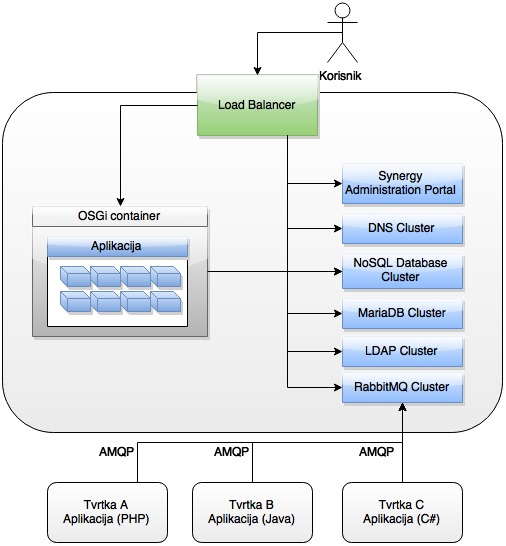 Korisnik
Load Balancer
Synergy
Administration Portal
OSGi container
Aplikacija
DNS Cluster
NoSQL Database
Cluster
MariaDB Cluster
LDAP Cluster
RabbitMQ Cluster
AMQP
AMQP
AMQP
Tvrtka A
Aplikacija (PHP)
Tvrtka B
Aplikacija (Java)
Tvrtka C
Aplikacija (C#)